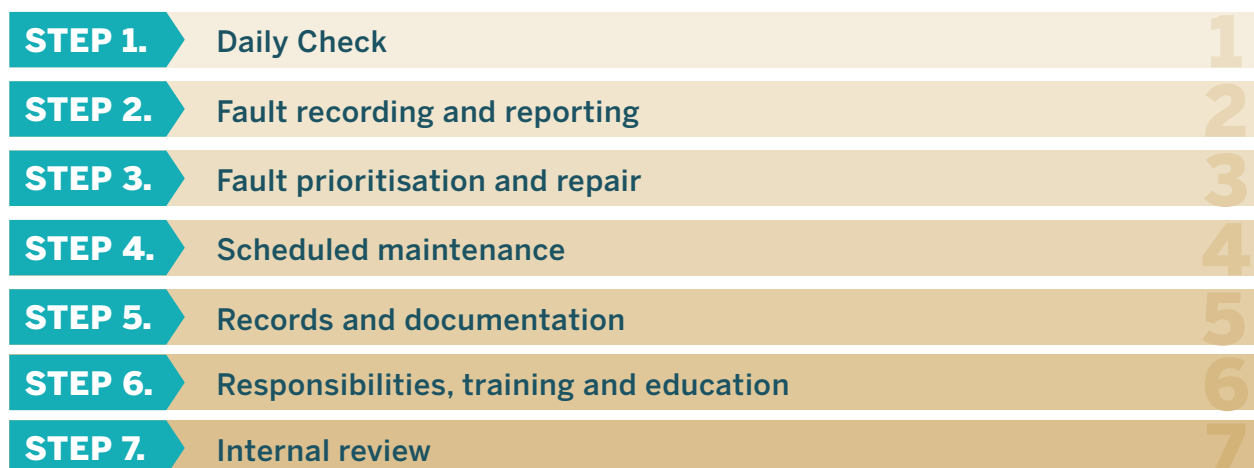 STEP 1. Daily Check 1
STEP 2. Fault recording and reporting 2
STEP 3. Fault prioritisation and repair 3
STEP 4. Scheduled maintenance 4
STEP 5. Records and documentation 5
STEP 6. Responsibilities, training and education 6
STEP 7. Internal review 7